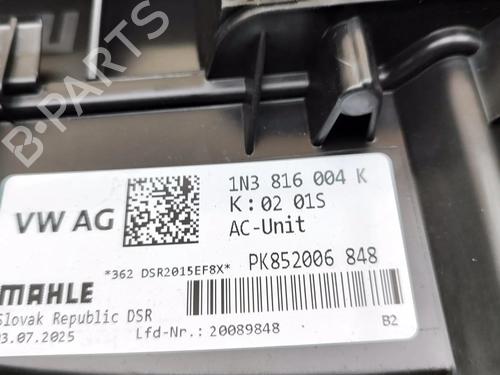 B-PARTS
1N3 816 004 K
K:02 01S
VW AG
AC-Unit
*362 DSR2015EF8X* PK852006 848
MAHLE
Slovak Republic DSR
03.07.2025 Lfd-Nr.: 20089848 B2